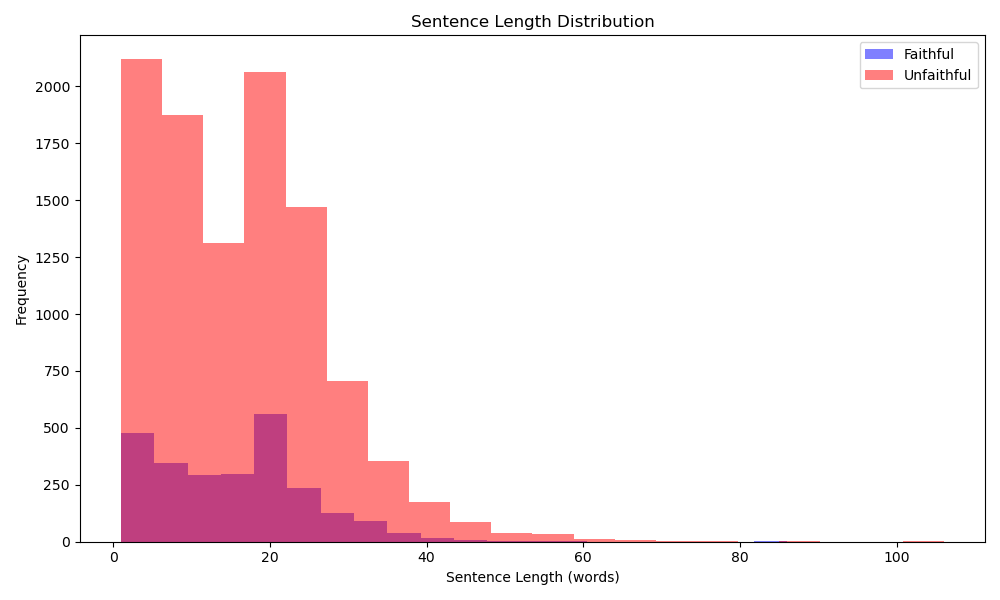 Sentence Length Distribution
Faithful
Unfaithful
Frequency
2000
1750
1500
1250
1000
750
500
250
0
0 20 40 60 80 100
Sentence Length (words)